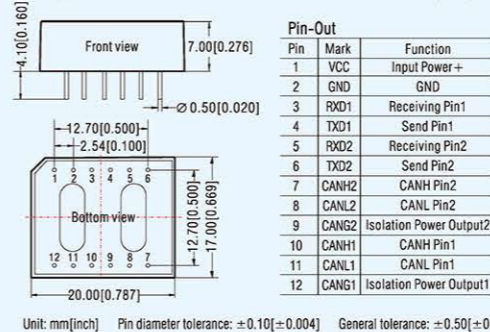 4.10[0.160]
Front view
7.00[0.276]
Ø 0.50[0.020]
12.70[0.500]
2.54[0.100]
1 2 3 4 5 6
Bottom view
12 11 10 9 8 7
12.70[0.500]
17.00[0.669]
20.00[0.787]
Pin-Out
Pin Mark Function
1 VCC Input Power+
2 GND GND
3 RXD1 Receiving Pin1
4 TXD1 Send Pin1
5 RXD2 Receiving Pin2
6 TXD2 Send Pin2
7 CANH2 CANH Pin2
8 CANL2 CANL Pin2
9 CANG2 Isolation Power Output2
10 CANH1 CANH Pin1
11 CANL1 CANL Pin1
12 CANG1 Isolation Power Output1
Unit: mm[inch] Pin diameter tolerance: ±0.10[±0.004] General tolerance: ±0.50[±0